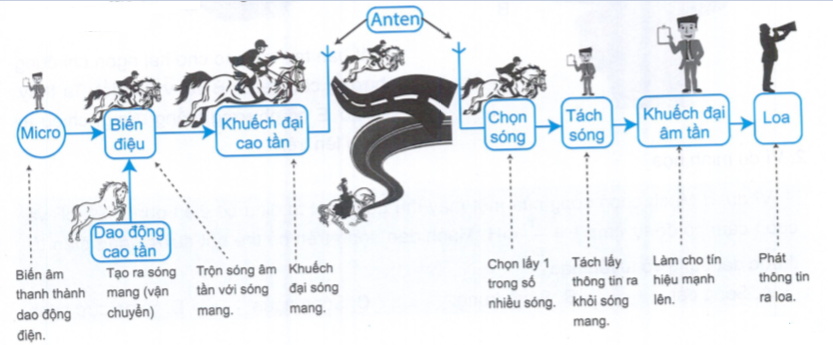 Anten
Micro
Biến
điệu
Khuếch đại
cao tần
Chọn
sóng
Tách
sóng
Khuếch đại
âm tần
Loa
Dao động
cao tần
Biến âm
thanh thành
dao động
điện.
Tạo ra sóng
mang (vận
chuyển)
Trộn sóng âm
tần với sóng
mang.
Khuếch
đại sóng
mang.
Chọn lấy 1
trong số
nhiều sóng.
Tách lấy
thông tin ra
khỏi sóng
mang.
Làm cho tín
hiệu mạnh
lên.
Phát
thông tin
ra loa.